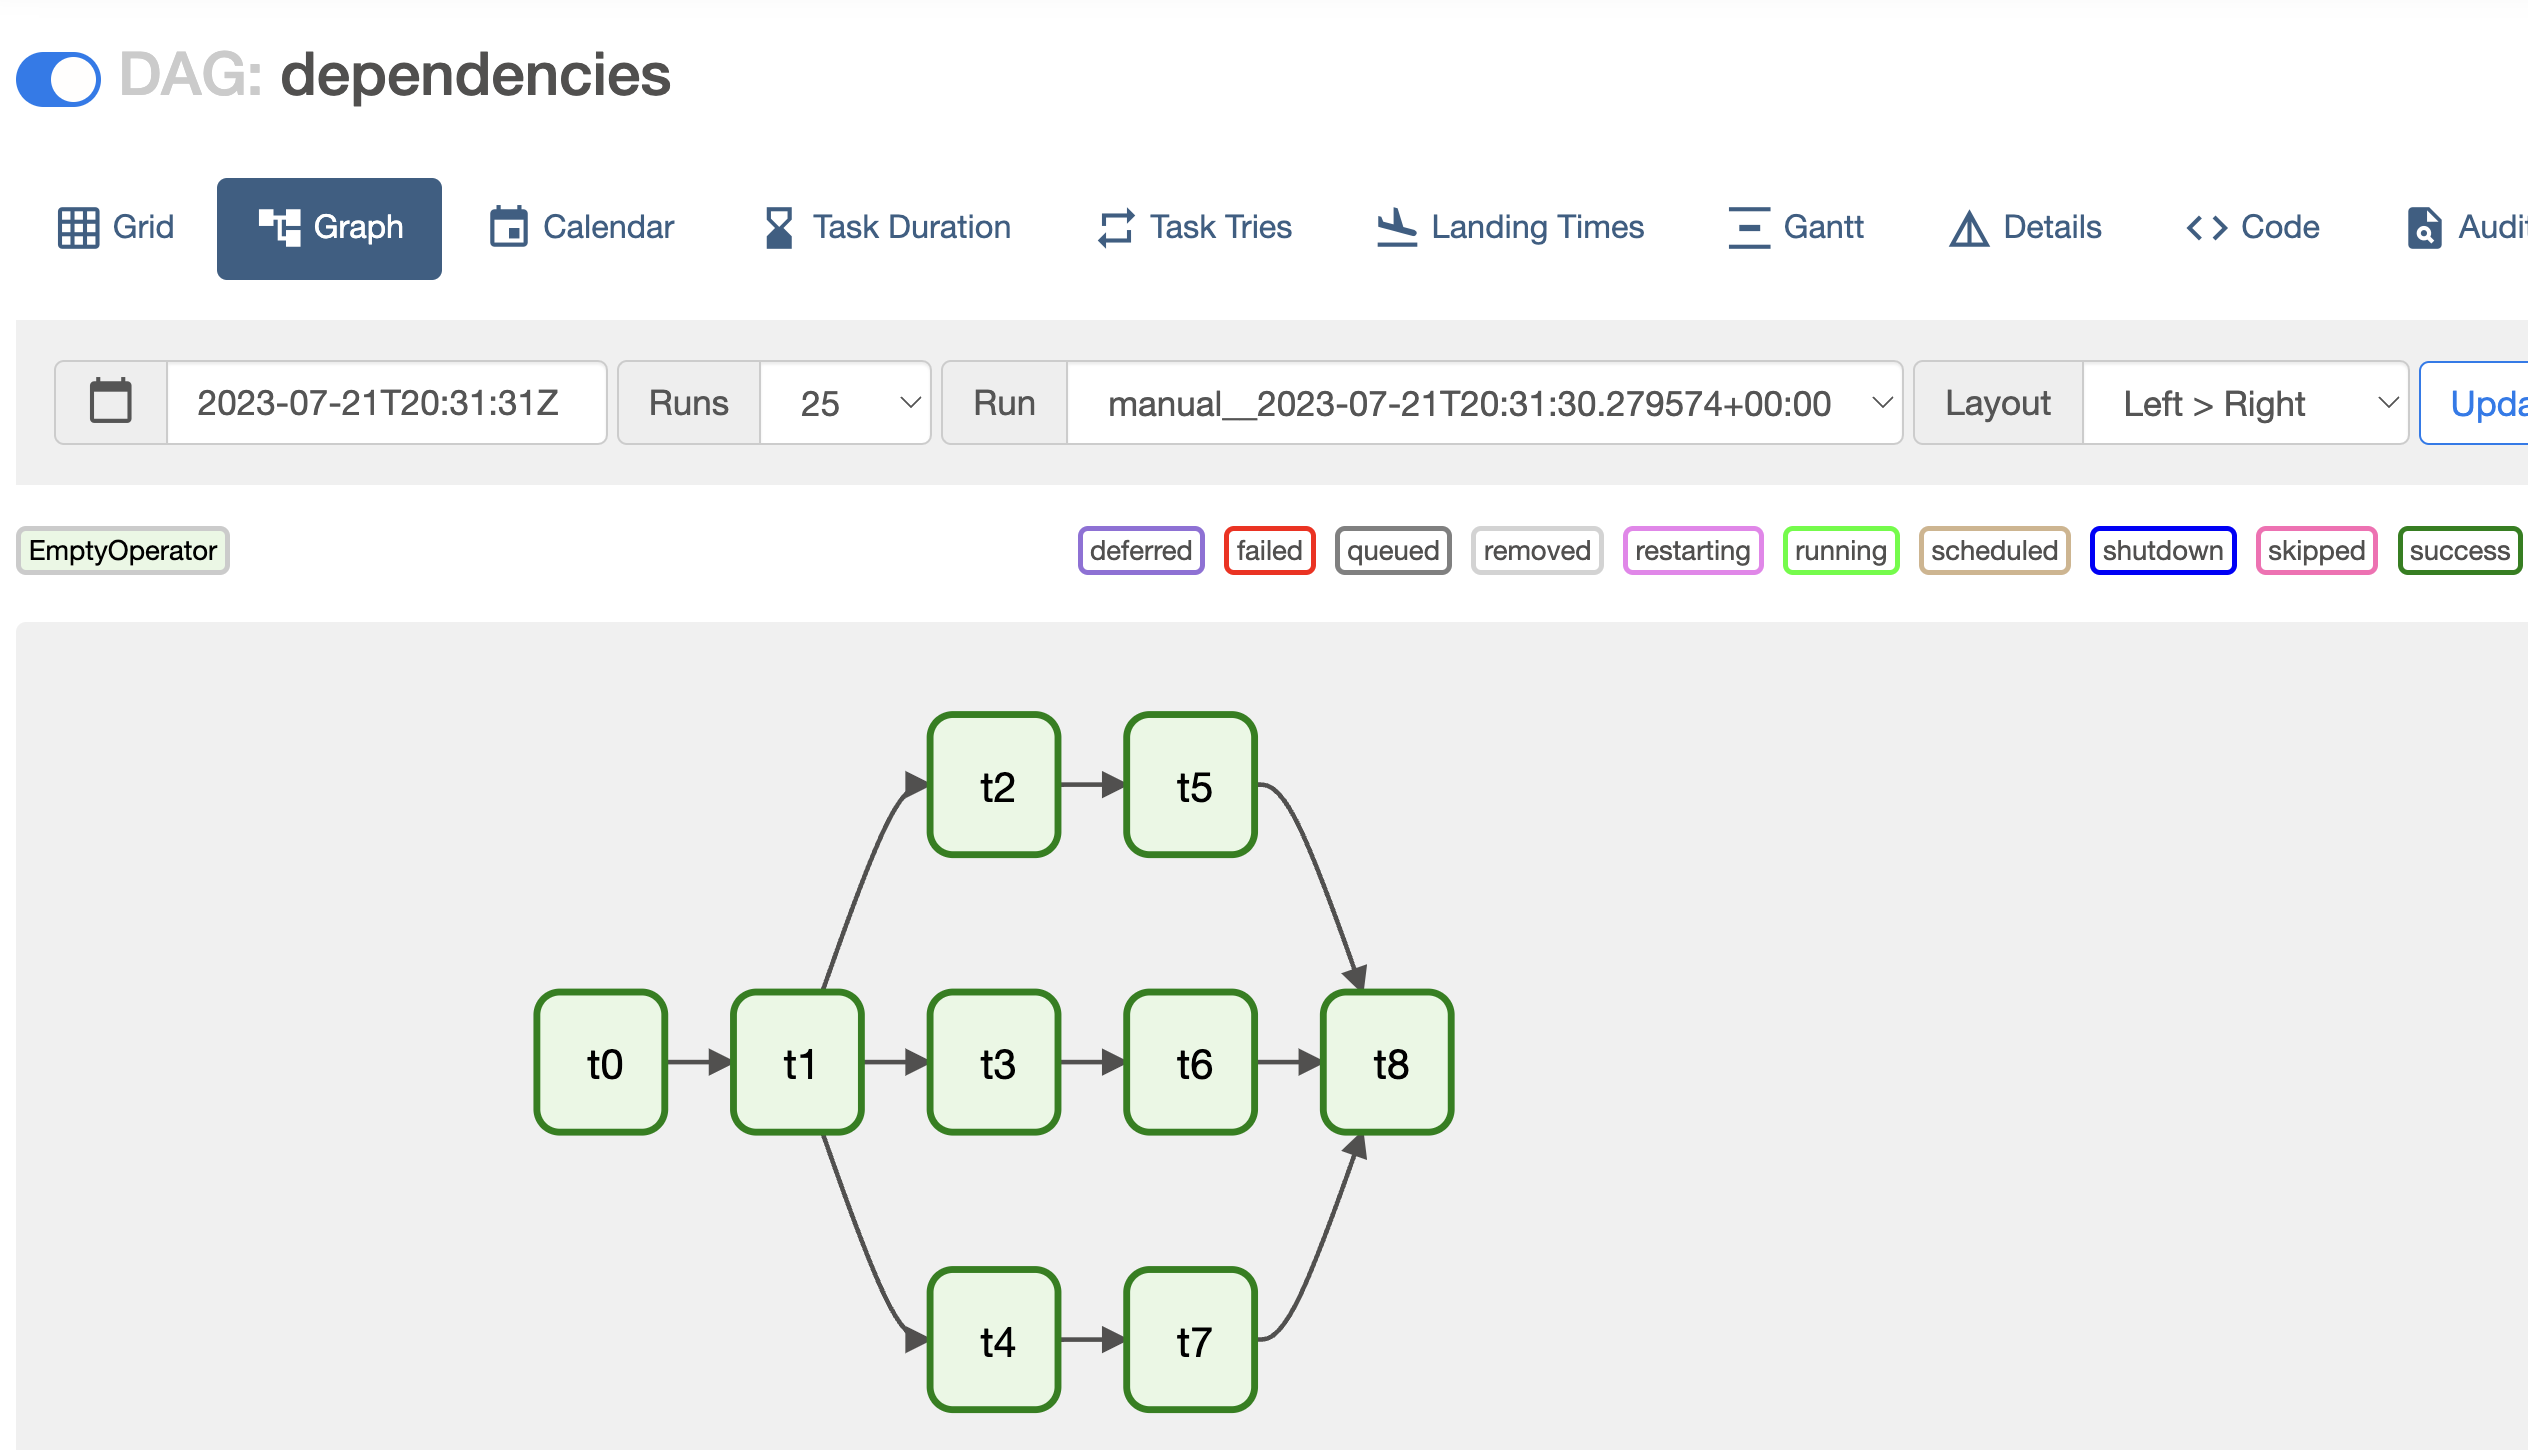 DAG: dependencies
Grid Graph Calendar Task Duration Task Tries Landing Times Gantt Details Code Audit
2023-07-21T20:31:31Z Runs 25 Run manual__2023-07-21T20:31:30.279574+00:00 Layout Left > Right Upda
EmptyOperator deferred failed queued removed restarting running scheduled shutdown skipped success
t2 t5
t0 t1 t3 t6 t8
t4 t7